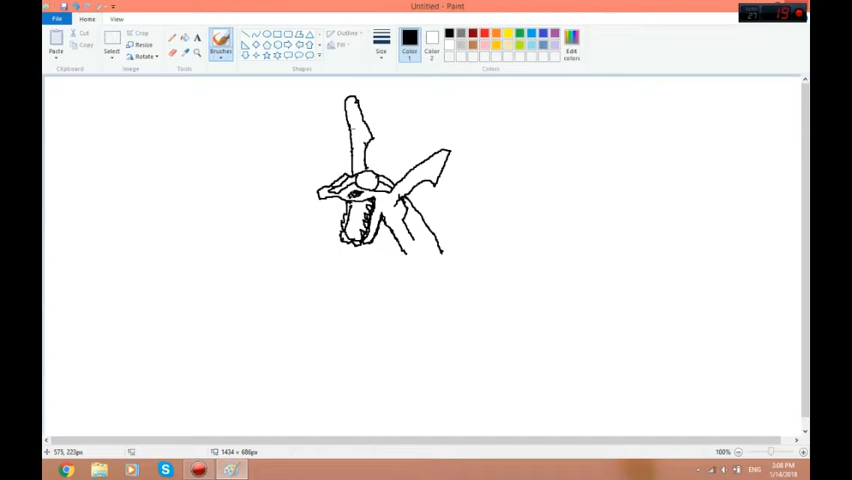 Untitled - Paint
File Home View
Cut
Copy
Paste
Clipboard
Crop
Resize
Rotate
Select
Image
Tools
A
Brushes
Outline
Fill
Shapes
Size
Color 1
Color 2
Edit colors
Colors
27 19
575, 223px
1434 × 686px
100%
ENG
3:08 PM
1/14/2018